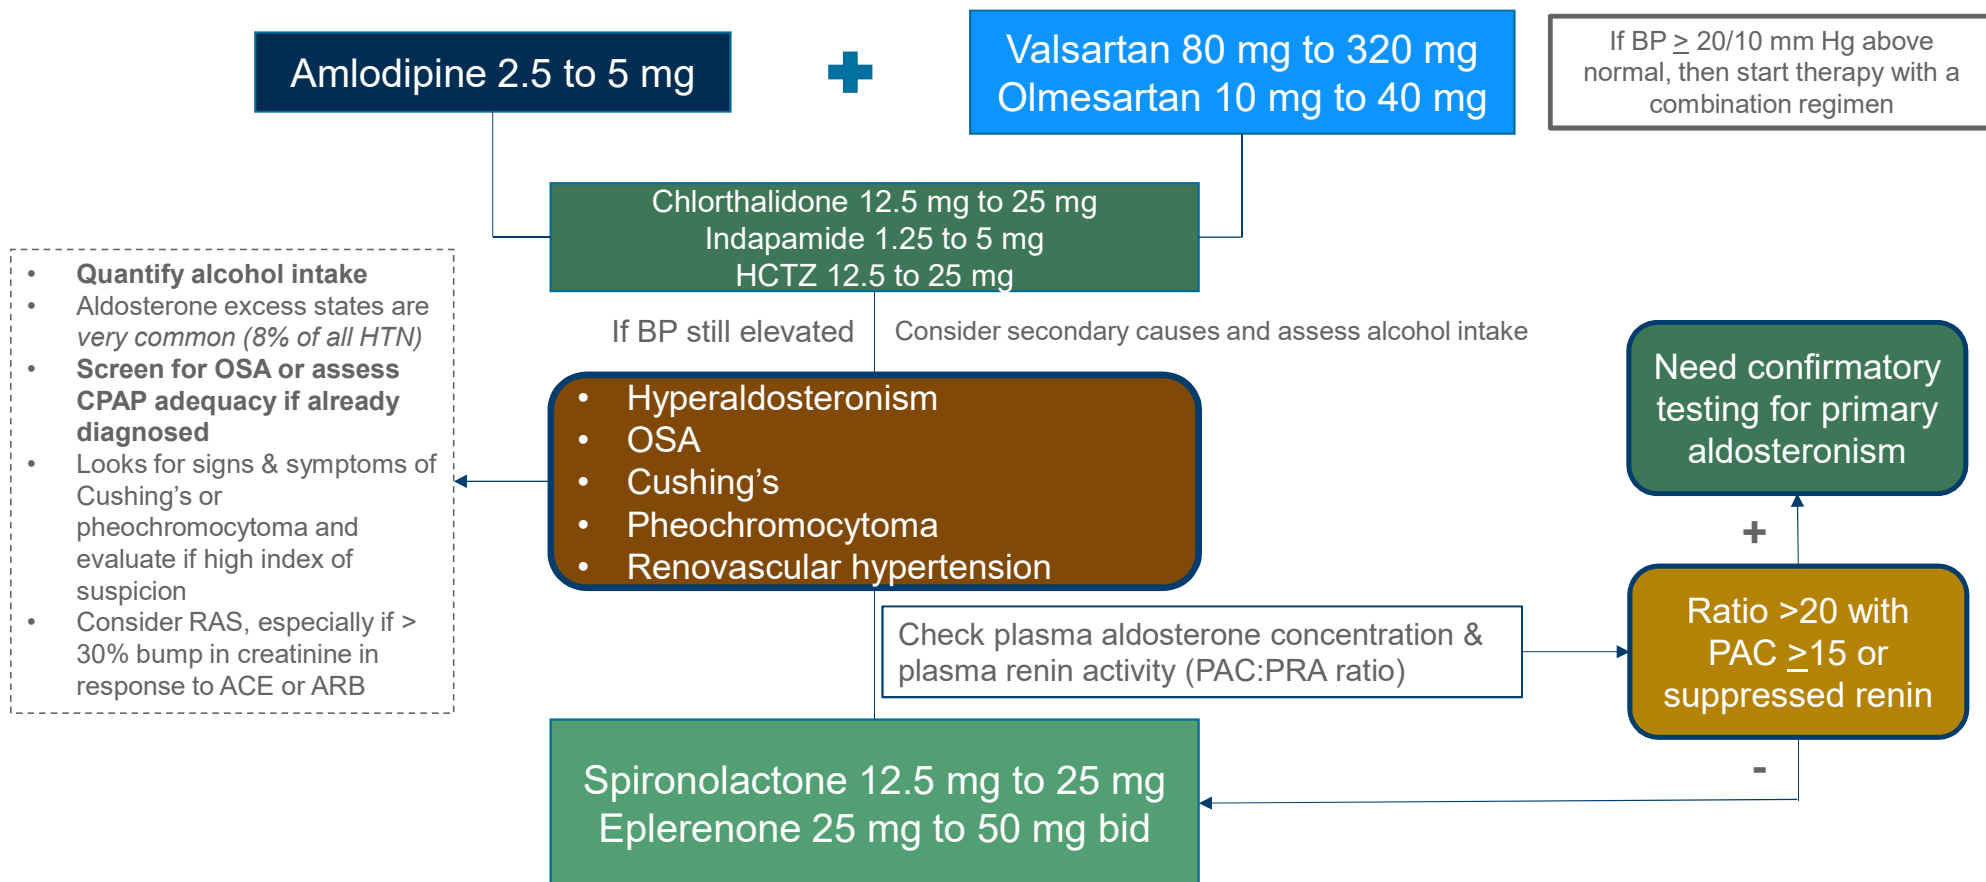 Amlodipine 2.5 to 5 mg
+
Valsartan 80 mg to 320 mg
Olmesartan 10 mg to 40 mg
If BP ≥ 20/10 mm Hg above
normal, then start therapy with a
combination regimen
Chlorthalidone 12.5 mg to 25 mg
Indapamide 1.25 to 5 mg
HCTZ 12.5 to 25 mg
If BP still elevated
Consider secondary causes and assess alcohol intake
• Quantify alcohol intake
• Aldosterone excess states are
very common (8% of all HTN)
• Screen for OSA or assess
CPAP adequacy if already
diagnosed
• Looks for signs & symptoms of
Cushing's or
pheochromocytoma and
evaluate if high index of
suspicion
• Consider RAS, especially if >
30% bump in creatinine in
response to ACE or ARB
• Hyperaldosteronism
• OSA
• Cushing's
• Pheochromocytoma
• Renovascular hypertension
Check plasma aldosterone concentration &
plasma renin activity (PAC:PRA ratio)
Need confirmatory
testing for primary
aldosteronism
+
Ratio >20 with
PAC ≥15 or
suppressed renin
-
Spironolactone 12.5 mg to 25 mg
Eplerenone 25 mg to 50 mg bid